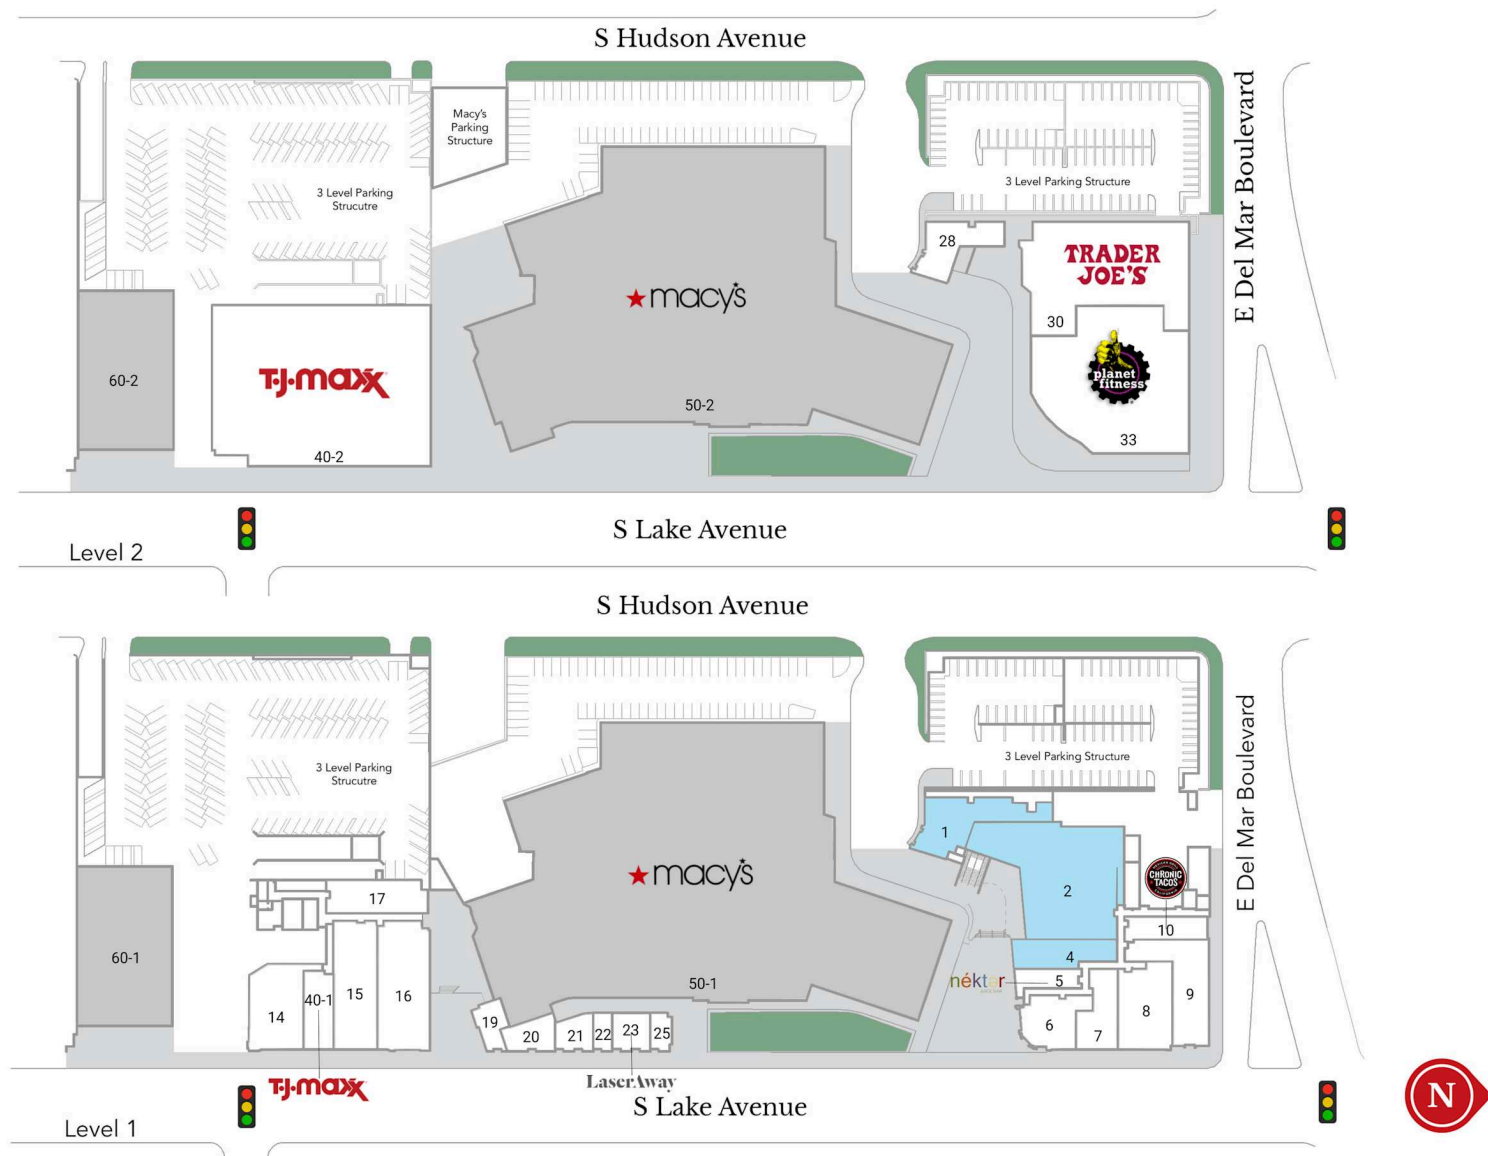 S Hudson Avenue
Macy's
Parking
Structure
3 Level Parking
Strucutre
3 Level Parking Structure
E Del Mar Boulevard
28
TRADER
JOE'S
30
macy's
planet
fitness
60-2
T·J·maxx
50-2
33
40-2
S Lake Avenue
Level 2
S Hudson Avenue
3 Level Parking
Strucutre
3 Level Parking Structure
E Del Mar Boulevard
1
macy's
2
CHRONIC
TACOS
17
10
60-1
4
50-1
néktar
5
14
40-1
15
16
19
20
21
22
23
25
6
7
8
9
T·J·maxx
LaserAway
S Lake Avenue
N
Level 1